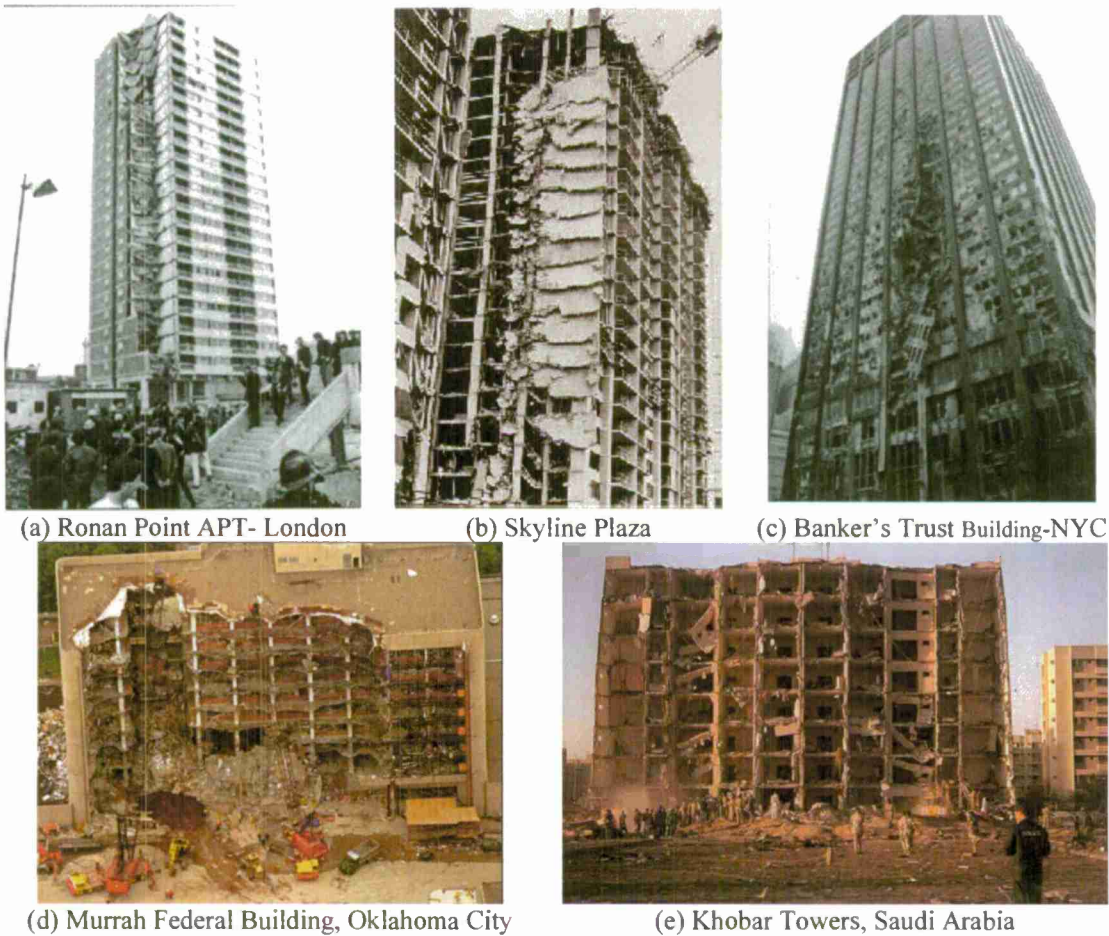 (a) Ronan Point APT- London
(b) Skyline Plaza
(c) Banker's Trust Building-NYC
(d) Murrah Federal Building, Oklahoma City
(e) Khobar Towers, Saudi Arabia